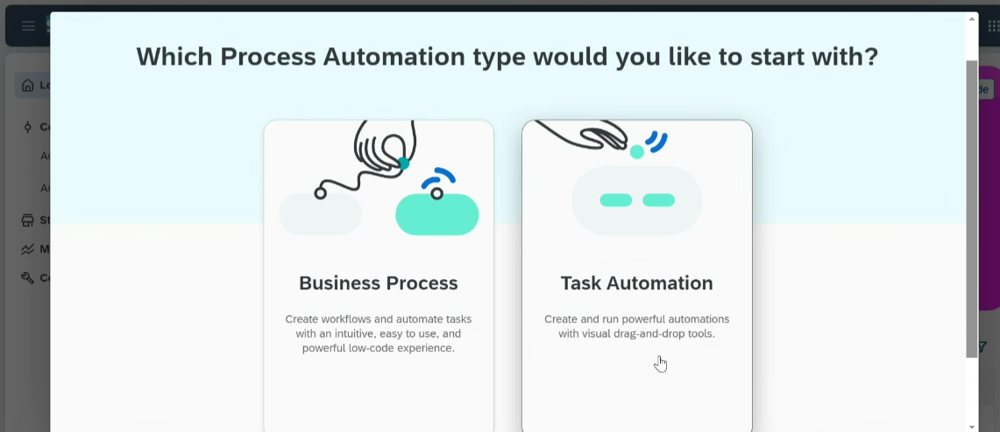 Which Process Automation type would you like to start with?
Business Process
Create workflows and automate tasks
with an intuitive, easy to use, and
powerful low-code experience.
Task Automation
Create and run powerful automations
with visual drag-and-drop tools.